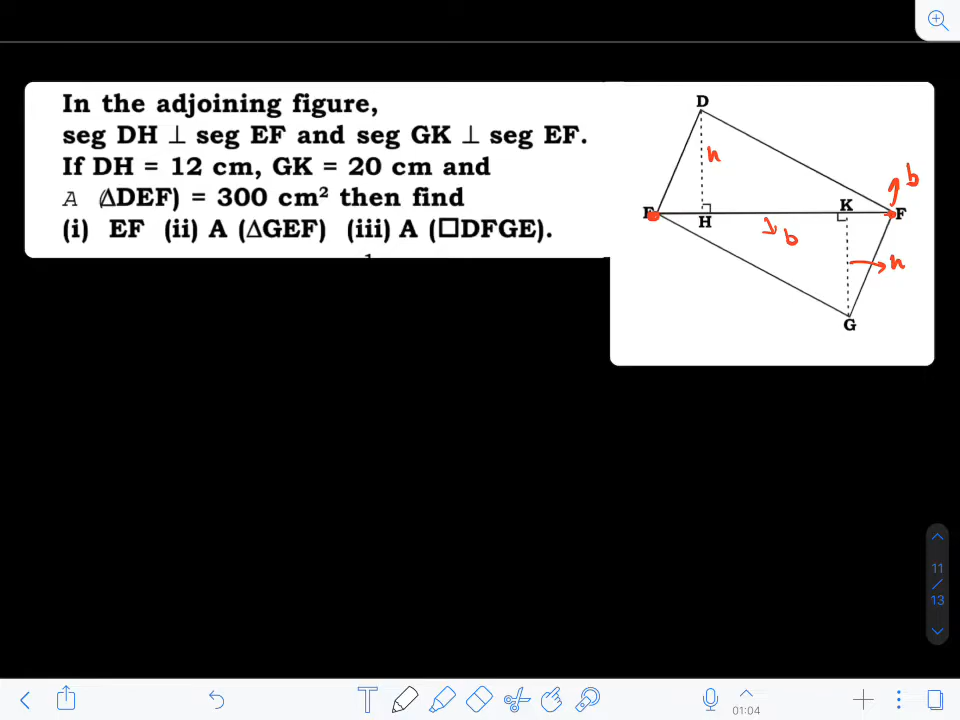 In the adjoining figure,
seg DH ⊥ seg EF and seg GK ⊥ seg EF.
If DH = 12 cm, GK = 20 cm and
A (ΔDEF) = 300 cm² then find
(i) EF (ii) A (ΔGEF) (iii) A (□DFGE).
D
h
b
E
H
K
F
b
h
G
11
/
13
T
01:04